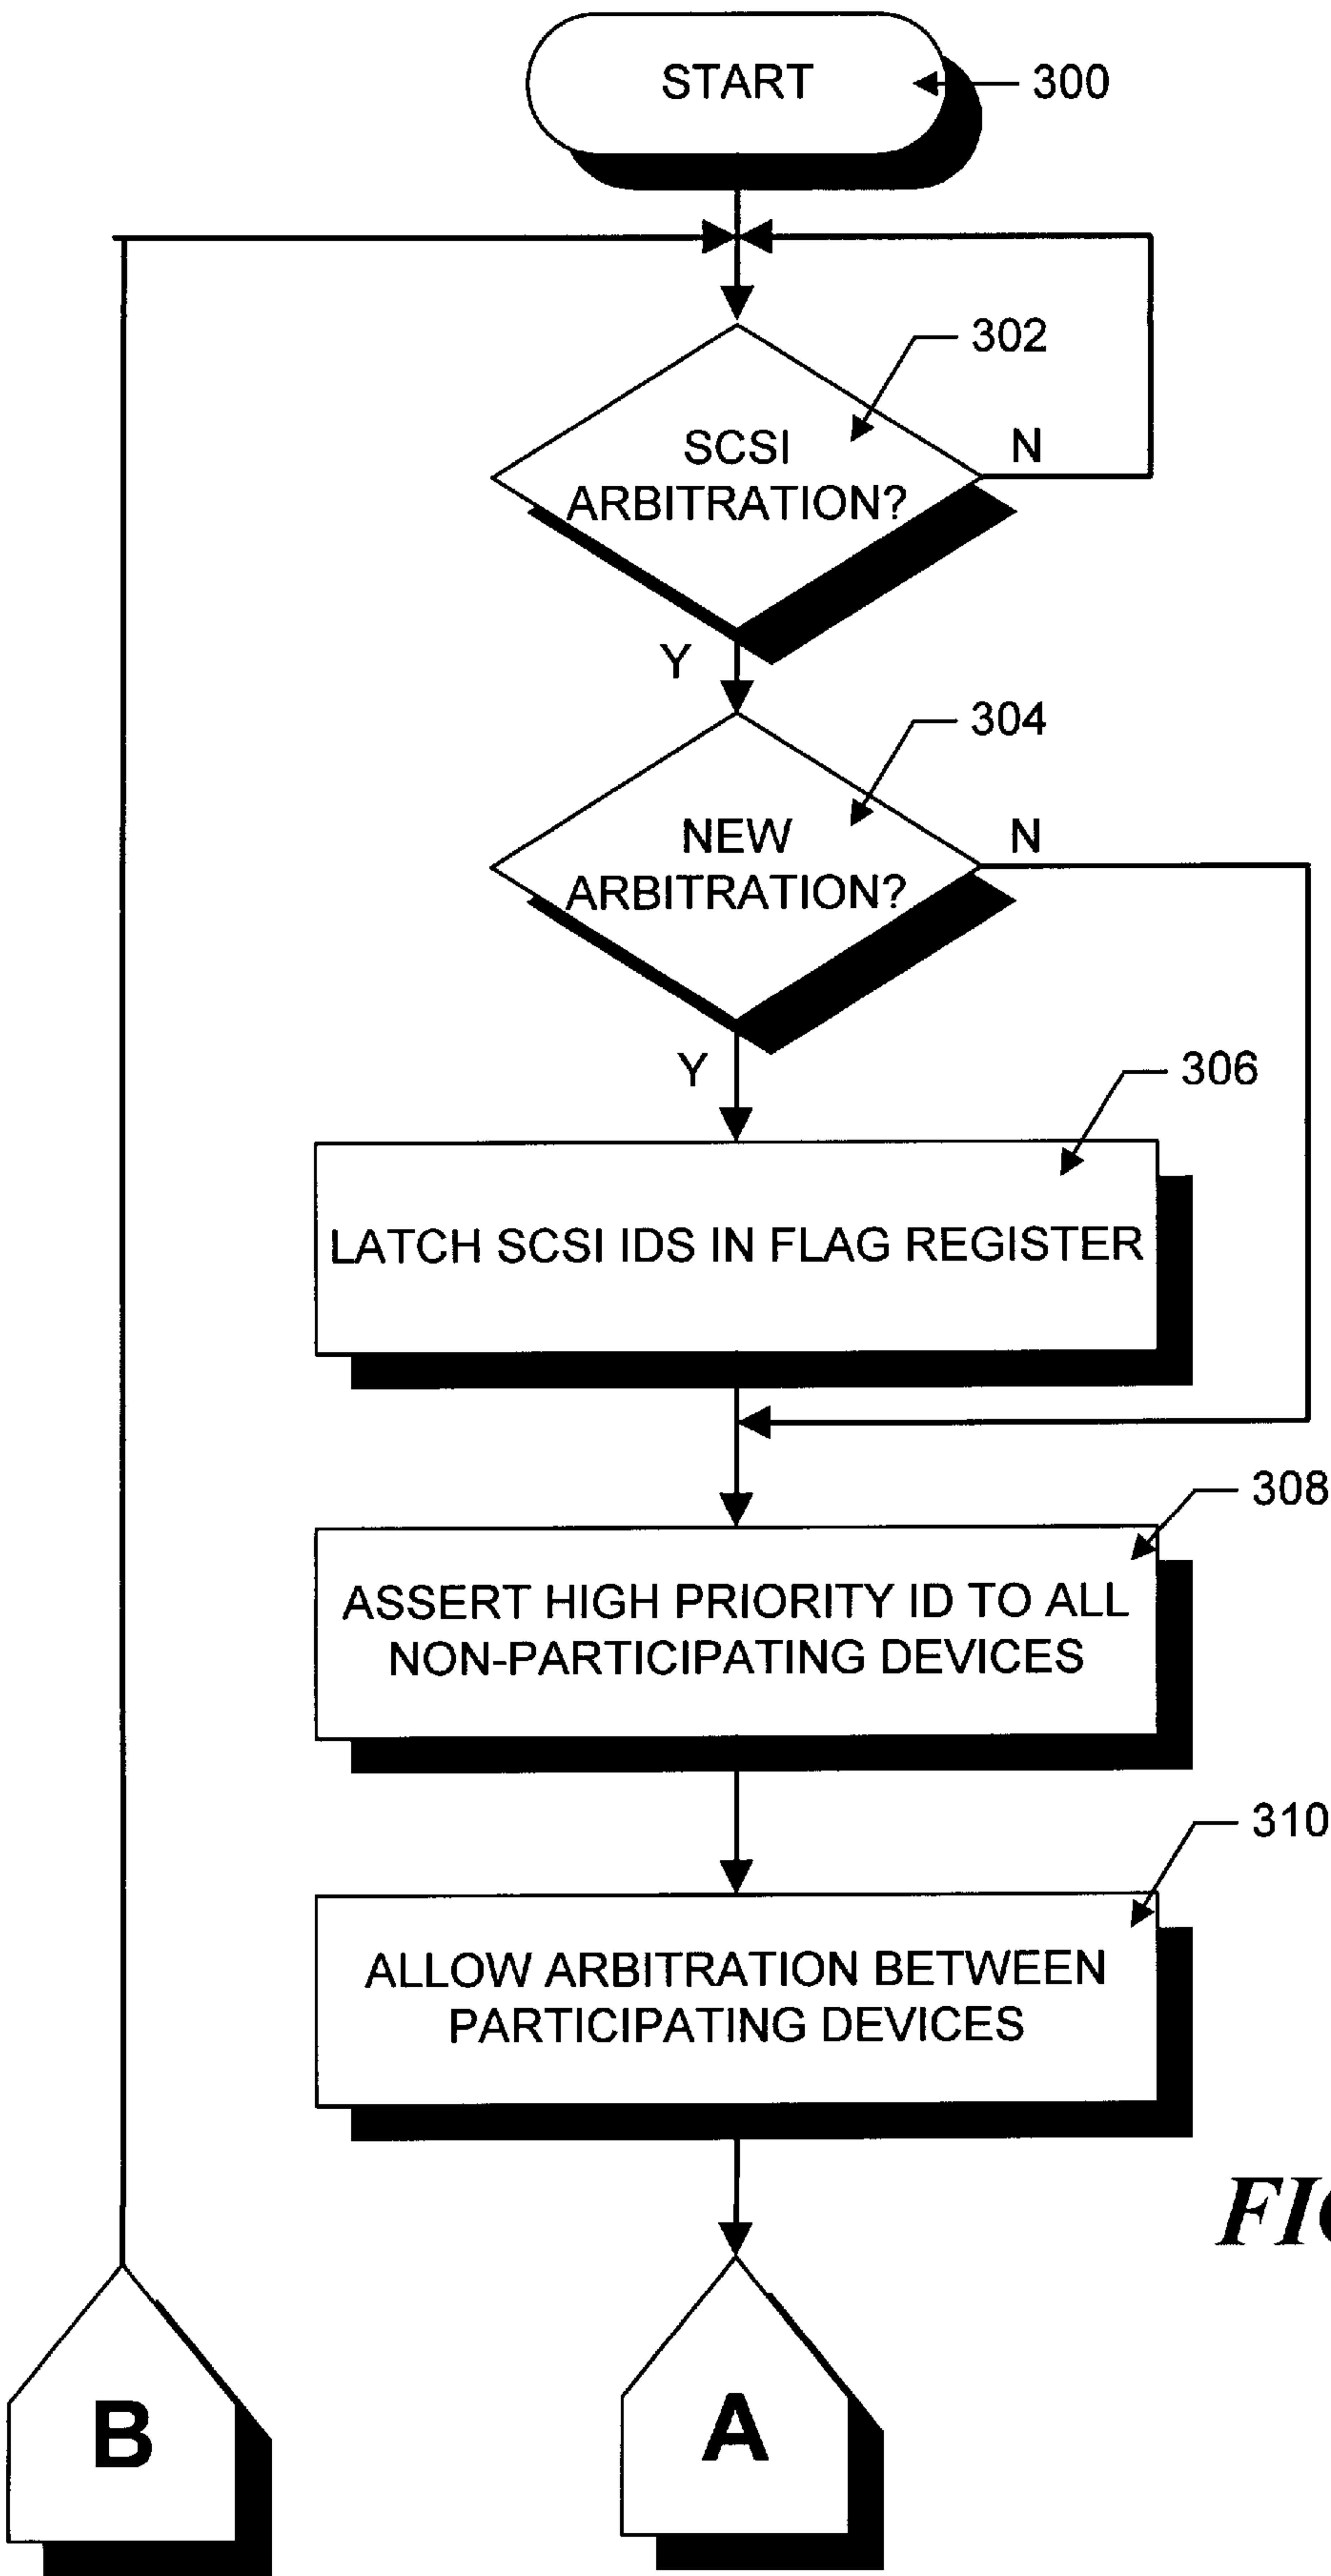 START
300
302
SCSI
ARBITRATION?
N
Y
304
NEW
ARBITRATION?
N
Y
306
LATCH SCSI IDS IN FLAG REGISTER
308
ASSERT HIGH PRIORITY ID TO ALL
NON-PARTICIPATING DEVICES
310
ALLOW ARBITRATION BETWEEN
PARTICIPATING DEVICES
B
A